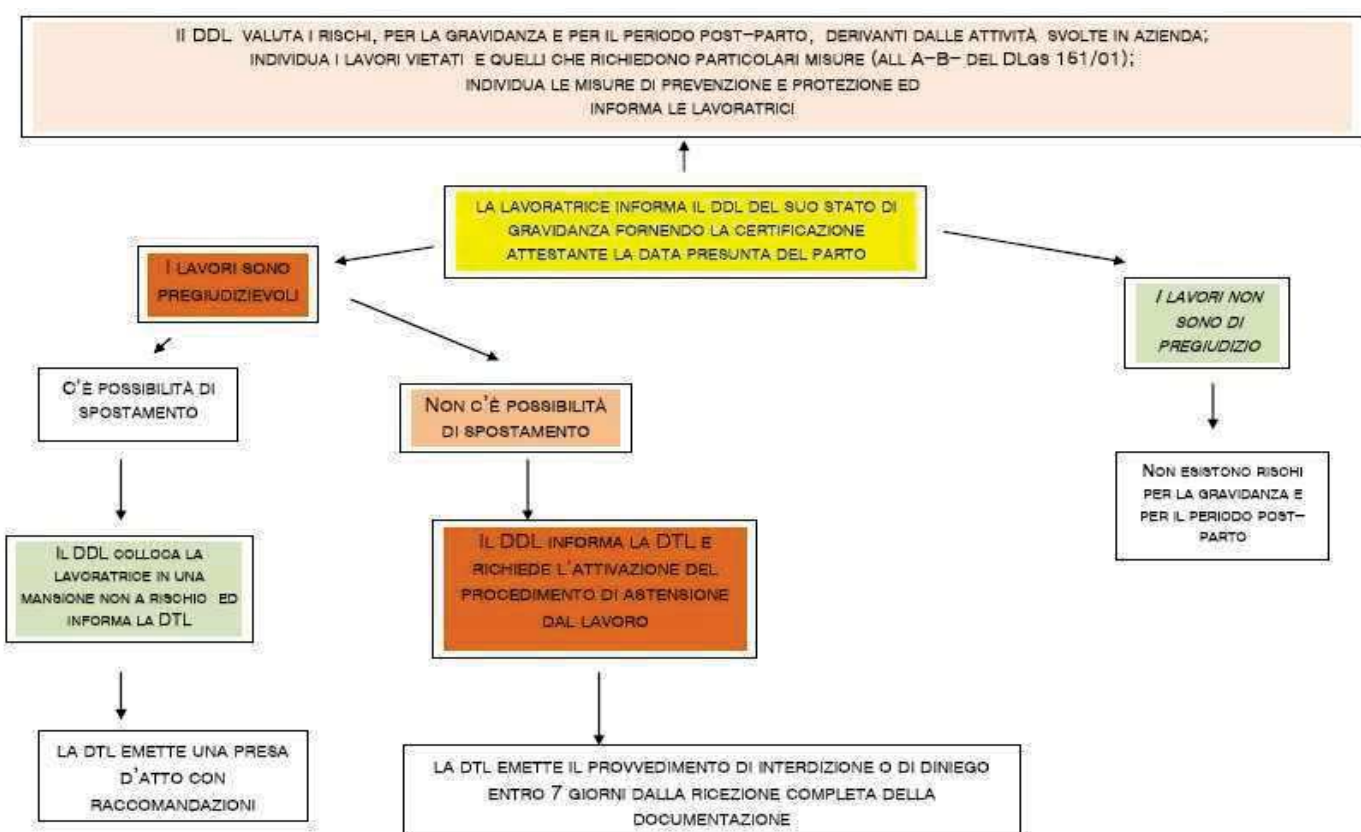 Il DDL VALUTA I RISCHI, PER LA GRAVIDANZA E PER IL PERIODO POST-PARTO, DERIVANTI DALLE ATTIVITÀ SVOLTE IN AZIENDA;
INDIVIDUA I LAVORI VIETATI E QUELLI CHE RICHIEDONO PARTICOLARI MISURE (ALL A-B- DEL DLGS 151/01);
INDIVIDUA LE MISURE DI PREVENZIONE E PROTEZIONE ED
INFORMA LE LAVORATRICI
LA LAVORATRICE INFORMA IL DDL DEL SUO STATO DI
GRAVIDANZA FORNENDO LA CERTIFICAZIONE
ATTESTANTE LA DATA PRESUNTA DEL PARTO
I LAVORI SONO
PREGIUDIZIEVOLI
I LAVORI NON
SONO DI
PREGIUDIZIO
C'È POSSIBILITÀ DI
SPOSTAMENTO
NON C'È POSSIBILITÀ
DI SPOSTAMENTO
NON ESISTONO RISCHI
PER LA GRAVIDANZA E
PER IL PERIODO POST-
PARTO
IL DDL COLLOCA LA
LAVORATRICE IN UNA
MANSIONE NON A RISCHIO ED
INFORMA LA DTL
IL DDL INFORMA LA DTL E
RICHIEDE L'ATTIVAZIONE DEL
PROCEDIMENTO DI ASTENSIONE
DAL LAVORO
LA DTL EMETTE UNA PRESA
D'ATTO CON
RACCOMANDAZIONI
LA DTL EMETTE IL PROVVEDIMENTO DI INTERDIZIONE O DI DINIEGO
ENTRO 7 GIORNI DALLA RICEZIONE COMPLETA DELLA
DOCUMENTAZIONE